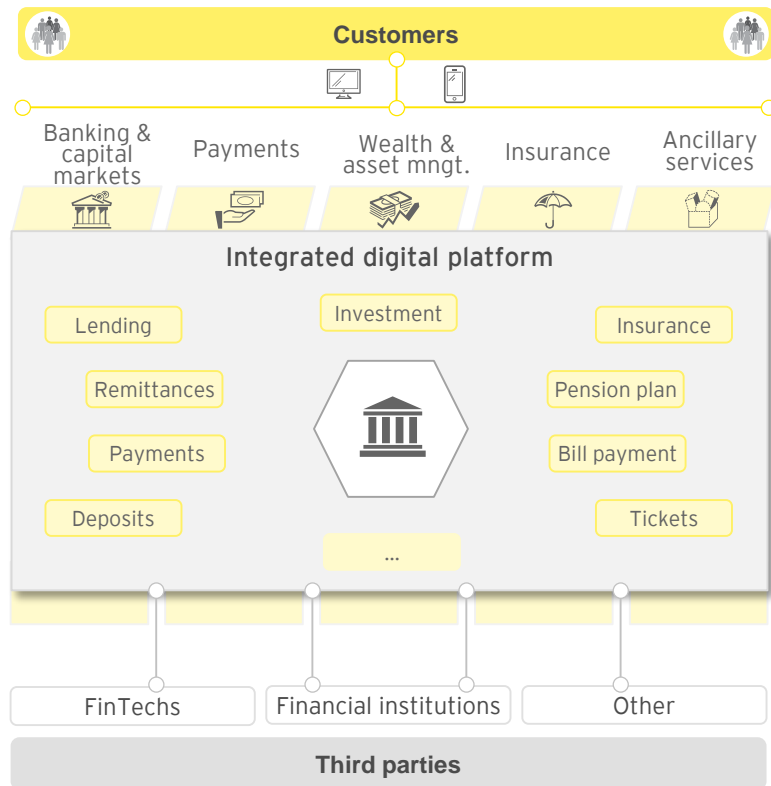 Customers
Banking &
capital
markets
Payments
Wealth &
asset mngt.
Insurance
Ancillary
services
Integrated digital platform
Lending
Investment
Insurance
Remittances
Pension plan
Payments
Bill payment
Deposits
Tickets
...
FinTechs
Financial institutions
Other
Third parties